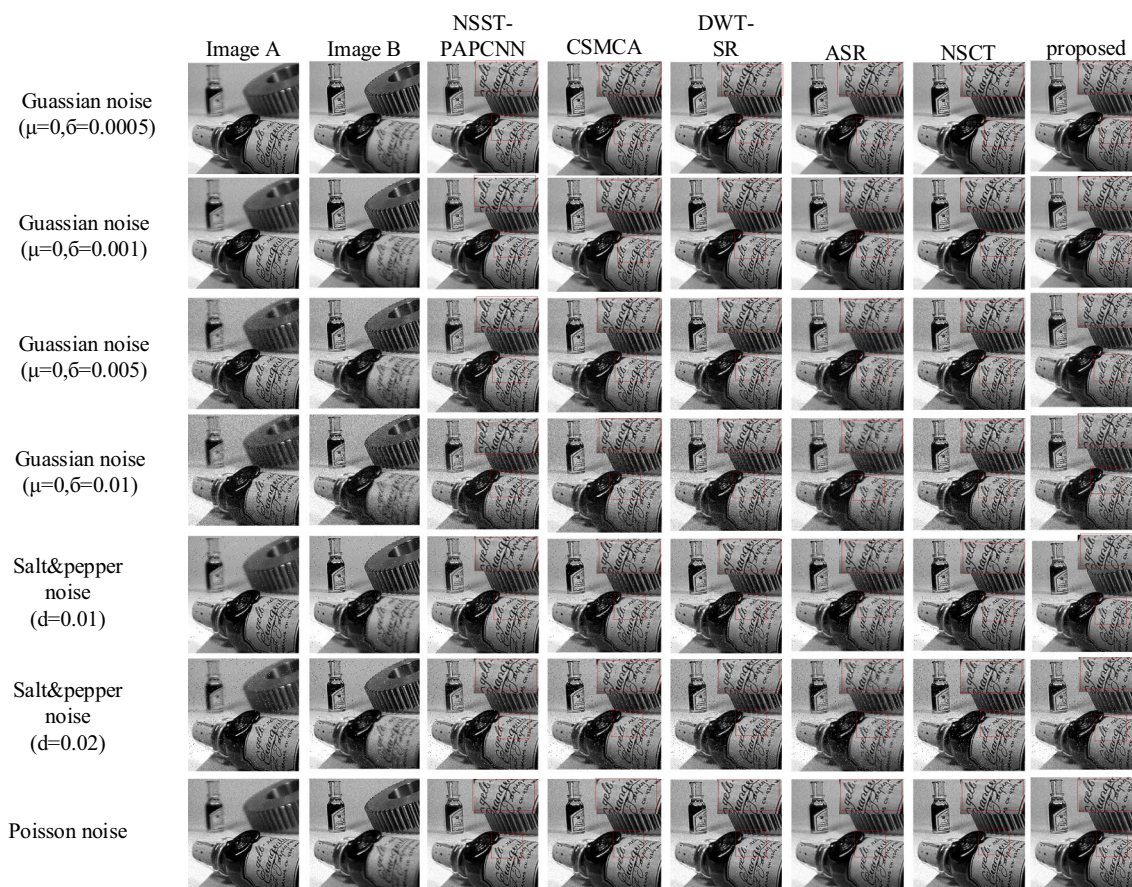 NSST-
PAPCNN
DWT-
SR
Image A Image B CSMCA ASR NSCT proposed
Guassian noise
(μ=0,б=0.0005)
Guassian noise
(μ=0,б=0.001)
Guassian noise
(μ=0,б=0.005)
Guassian noise
(μ=0,б=0.01)
Salt&pepper
noise
(d=0.01)
Salt&pepper
noise
(d=0.02)
Poisson noise